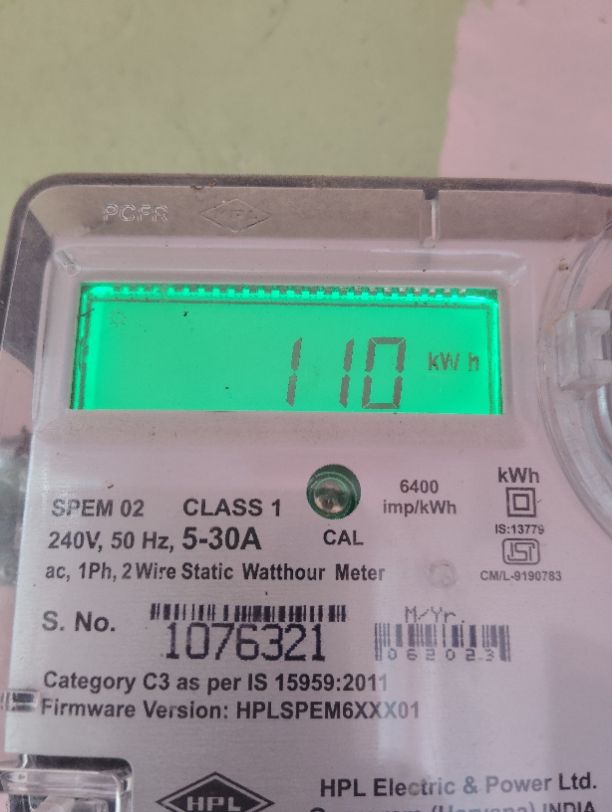 HPL
110 kWh
SPEM 02 CLASS 1
6400
imp/kWh
kWh
240V, 50 Hz, 5-30A
CAL
IS:13779
ac, 1Ph, 2 Wire Static Watthour Meter
CM/L-9190783
S. No.
1076321
M/Yr.
062023
Category C3 as per IS 15959:2011
Firmware Version: HPLSPEM6XXX01
HPL
HPL Electric & Power Ltd.
(Haryana) INDIA